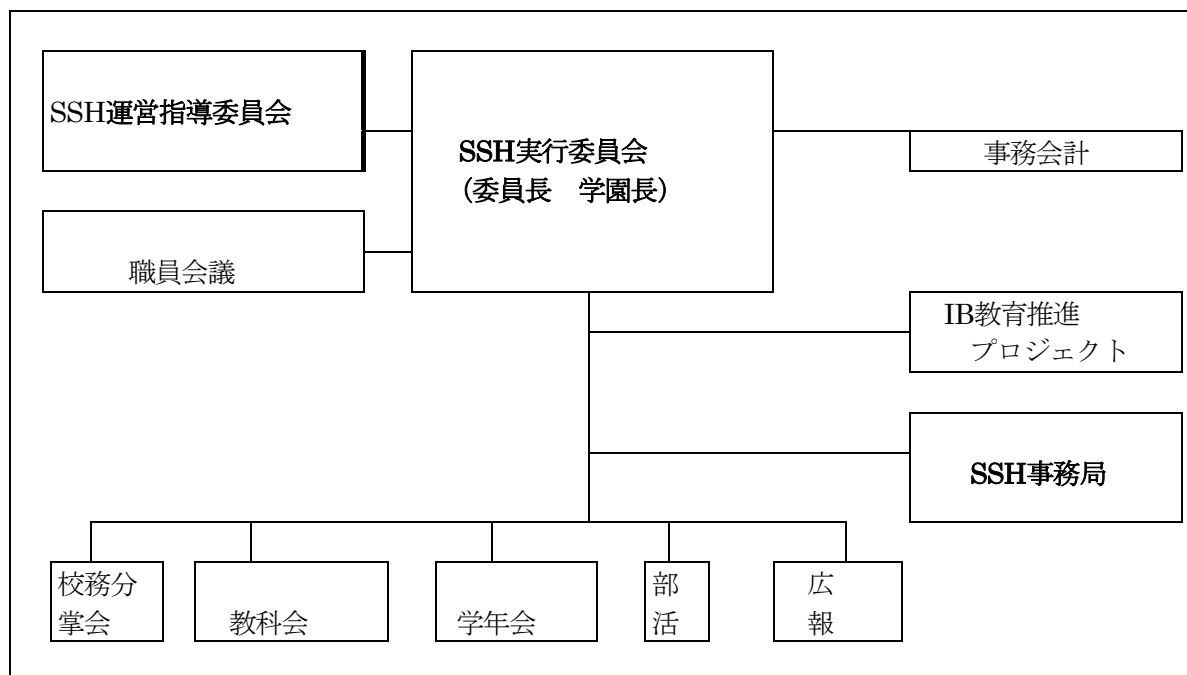 SSH運営指導委員会
SSH実行委員会
(委員長　学園長)
事務会計
職員会議
IB教育推進
プロジェクト
SSH事務局
校務分
掌会
教科会
学年会
部
活
広
報